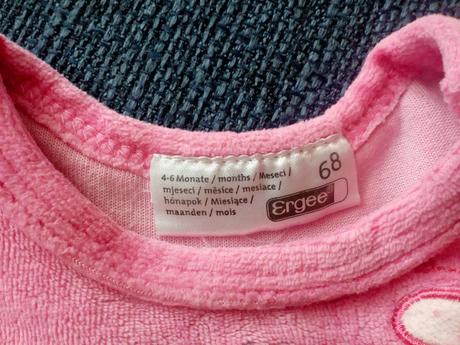 4-6 Monate / months / Meseci /
mjeseci / měsíce / mesiace /
hónapok / Miesiące /
maanden / mois
68
Ergee